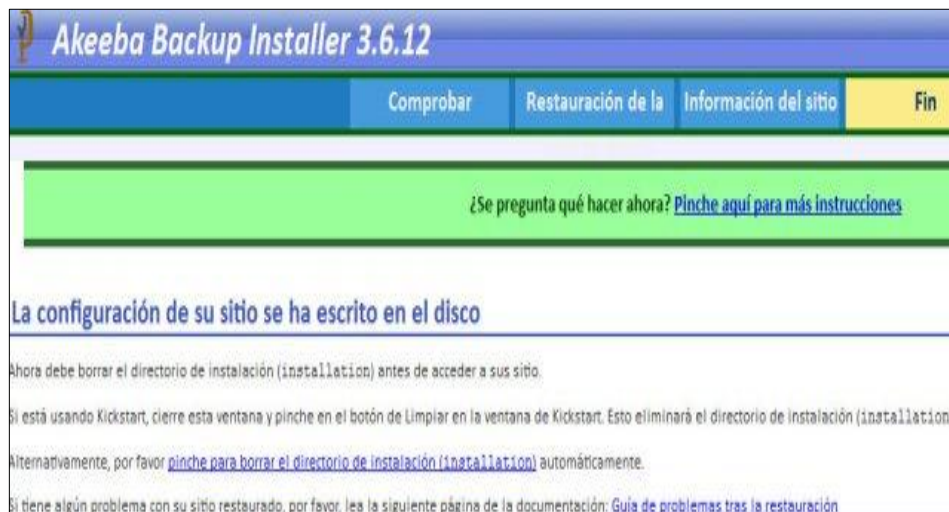 Akeeba Backup Installer 3.6.12
Comprobar Restauración de la Información del sitio Fin
¿Se pregunta qué hacer ahora? Pinche aquí para más instrucciones
La configuración de su sitio se ha escrito en el disco
Ahora debe borrar el directorio de instalación (installation) antes de acceder a sus sitio.
Si está usando Kickstart, cierre esta ventana y pinche en el botón de Limpiar en la ventana de Kickstart. Esto eliminará el directorio de instalación (installation
Alternativamente, por favor pinche para borrar el directorio de instalación (installation) automáticamente.
Si tiene algún problema con su sitio restaurado, por favor, lea la siguiente página de la documentación: Guía de problemas tras la restauración